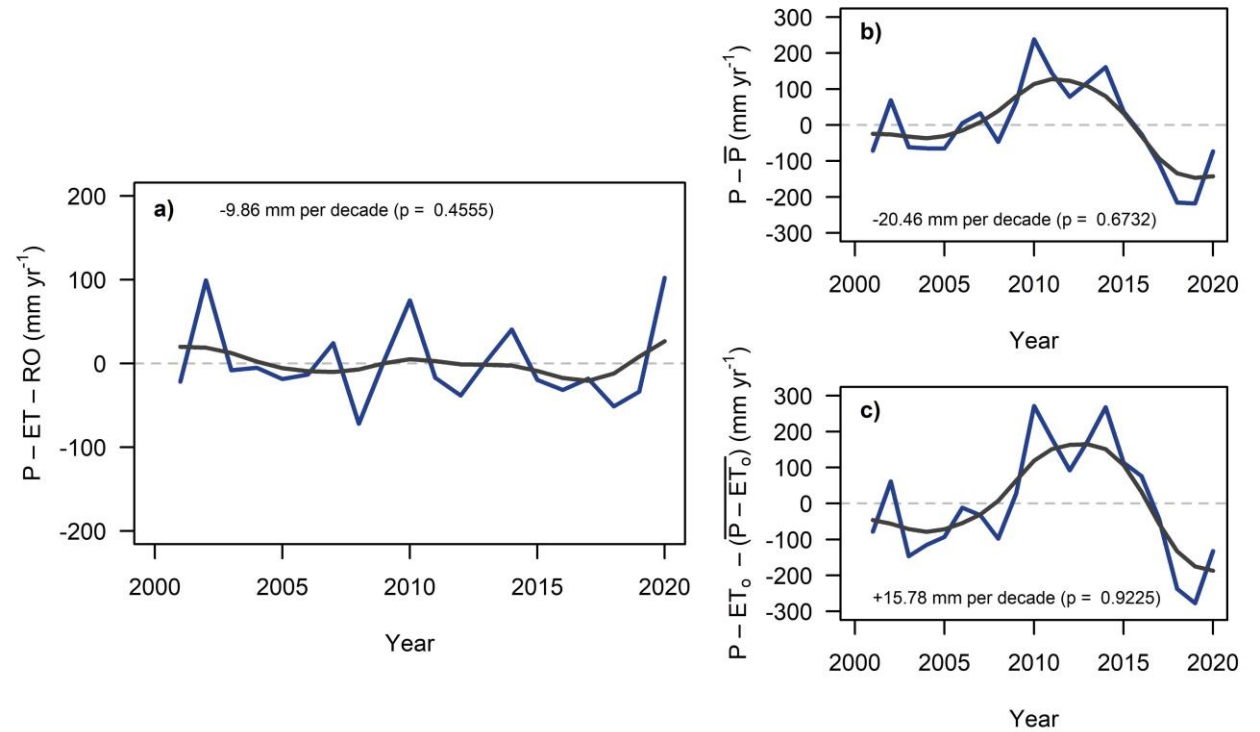 a)
-9.86 mm per decade (p = 0.4555)
P − ET − RO (mm yr⁻¹)
200
100
0
-100
-200
2000 2005 2010 2015 2020
Year
b)
P − P̅ (mm yr⁻¹)
300
200
100
0
-100
-200
-300
-20.46 mm per decade (p = 0.6732)
2000 2005 2010 2015 2020
Year
c)
P − ETₒ − (P̅ ̅−̅ ̅E̅T̅ₒ) (mm yr⁻¹)
300
200
100
0
-100
-200
-300
+15.78 mm per decade (p = 0.9225)
2000 2005 2010 2015 2020
Year